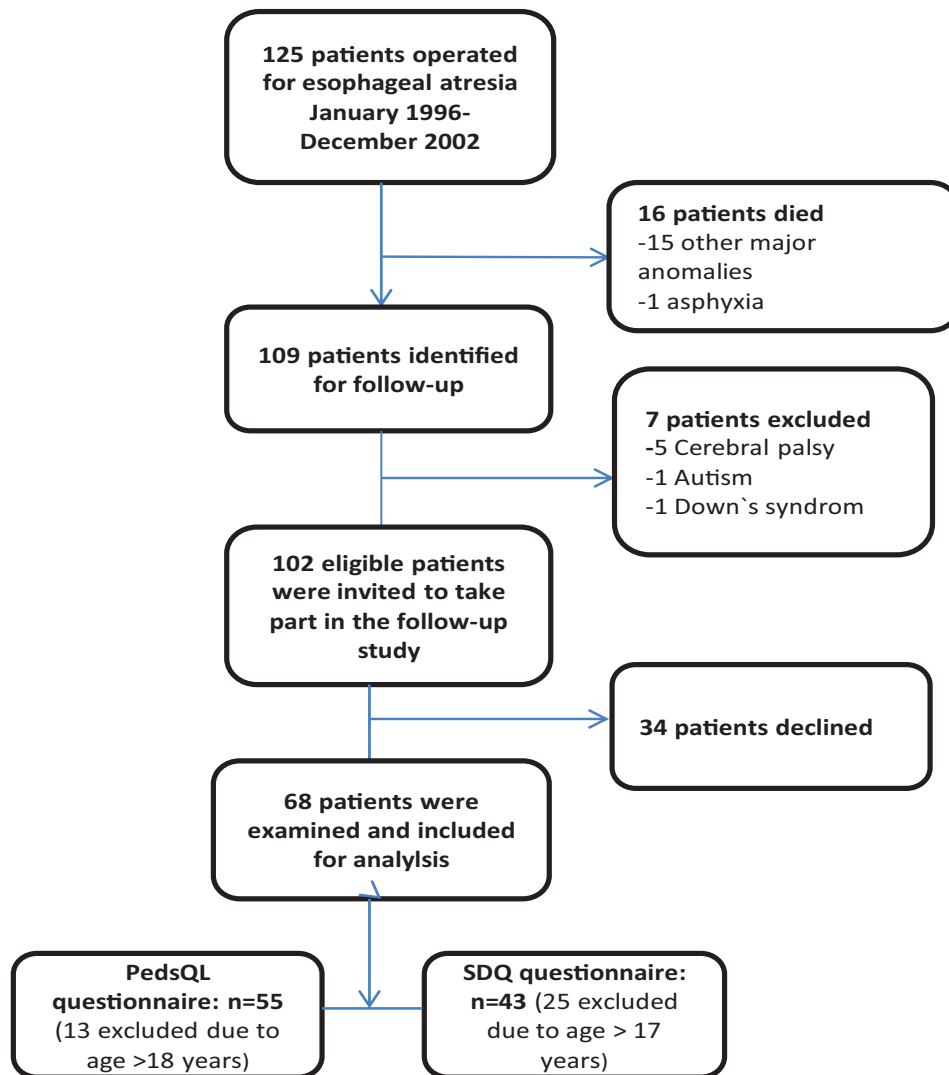 125 patients operated
for esophageal atresia
January 1996-
December 2002
16 patients died
-15 other major
anomalies
-1 asphyxia
109 patients identified
for follow-up
7 patients excluded
-5 Cerebral palsy
-1 Autism
-1 Down`s syndrom
102 eligible patients
were invited to take
part in the follow-up
study
34 patients declined
68 patients were
examined and included
for analylsis
PedsQL
questionnaire: n=55
(13 excluded due to
age >18 years)
SDQ questionnaire:
n=43 (25 excluded
due to age > 17
years)